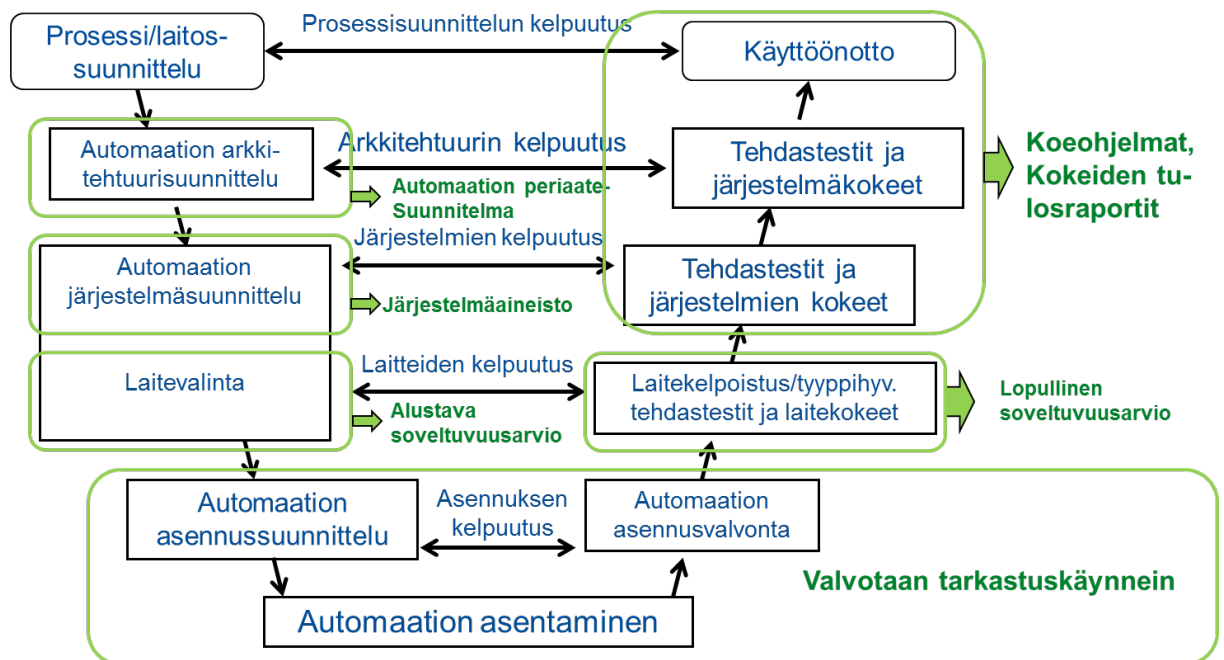 Prosessisuunnittelun kelpuutus
Prosessi/laitos-
suunnittelu
Käyttöönotto
Automaation arkki-
tehtuurisuunnittelu
Arkkitehtuurin kelpuutus
Tehdastestit ja
järjestelmäkokeet
Koeohjelmat,
Kokeiden tu-
losraportit
Automaation periaate-
Suunnitelma
Järjestelmien kelpuutus
Automaation
järjestelmäsuunnittelu
Tehdastestit ja
järjestelmien kokeet
Järjestelmäaineisto
Laitteiden kelpuutus
Laitevalinta
Laitekelpoistus/tyyppihyv.
tehdastestit ja laitekokeet
Lopullinen
soveltuvuusarvio
Alustava
soveltuvuusarvio
Automaation
asennussuunnittelu
Asennuksen
kelpuutus
Automaation
asennusvalvonta
Valvotaan tarkastuskäynnein
Automaation asentaminen